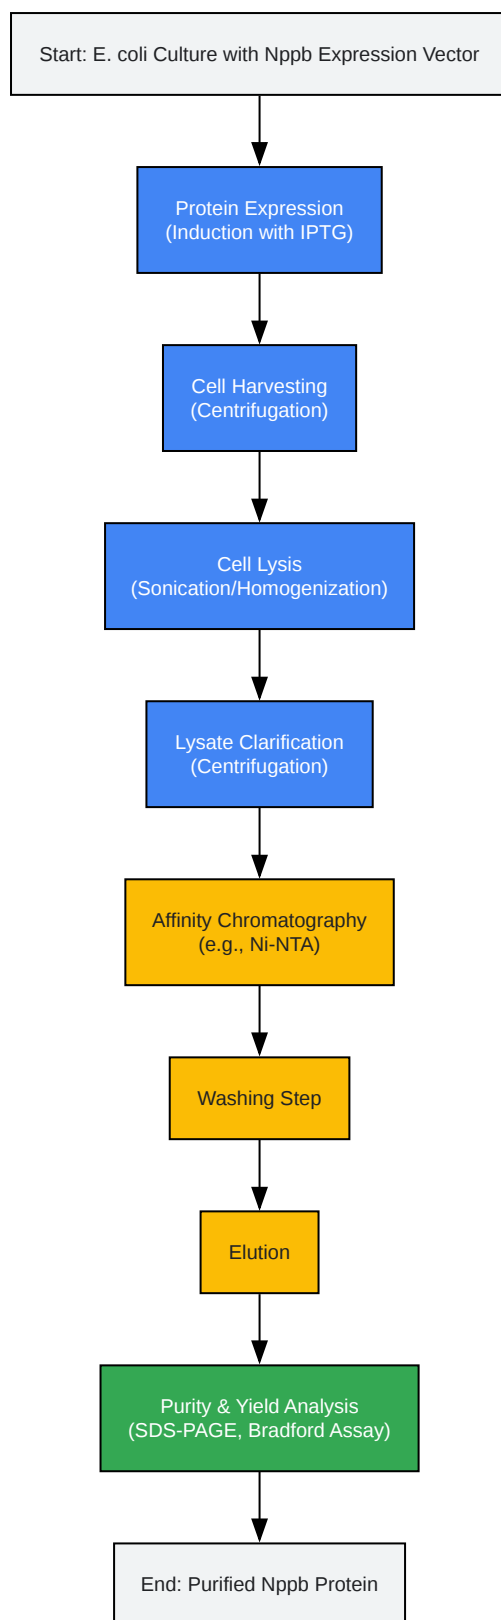 Start: E. coli Culture with Nppb Expression Vector
Protein Expression
(Induction with IPTG)
Cell Harvesting
(Centrifugation)
Cell Lysis
(Sonication/Homogenization)
Lysate Clarification
(Centrifugation)
Affinity Chromatography
(e.g., Ni-NTA)
Washing Step
Elution
Purity & Yield Analysis
(SDS-PAGE, Bradford Assay)
End: Purified Nppb Protein